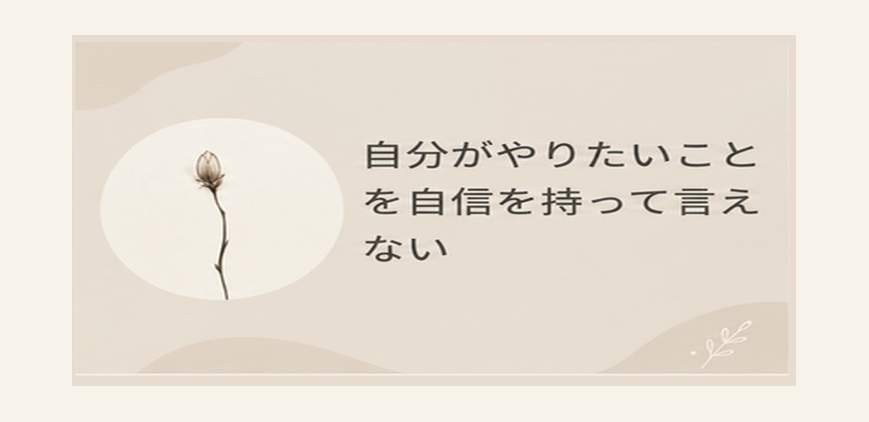 自分がやりたいこと
を自信を持って言え
ない